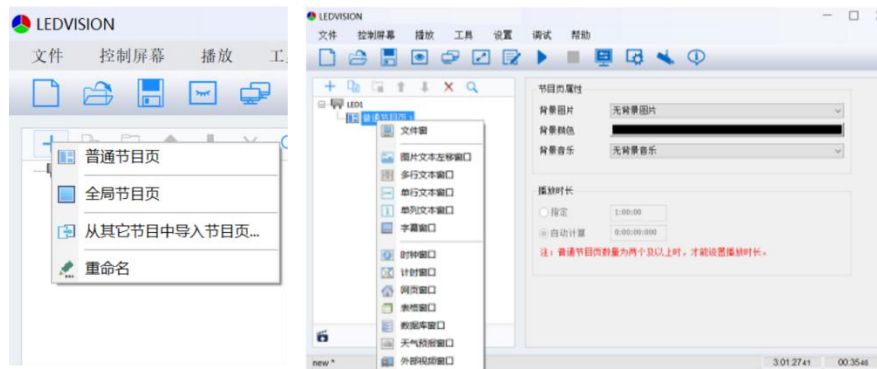 LEDVISION
文件 控制屏幕 播放 工
普通节目页
全局节目页
从其它节目中导入节目页...
重命名
LEDVISION
文件 控制屏幕 播放 工具 设置 调试 帮助
LED1
普通节目页
文件窗
图片文本左移窗口
多行文本窗口
单行文本窗口
单列文本窗口
字幕窗口
时钟窗口
计时窗口
网页窗口
表格窗口
数据库窗口
天气预报窗口
外部视频窗口
new *
节目页属性
背景图片 无背景图片
背景颜色
背景音乐 无背景音乐
播放时长
指定 1:00:00
自动计算 0:00:00:000
注:普通节目页数量为两个及以上时,才能设置播放时长。